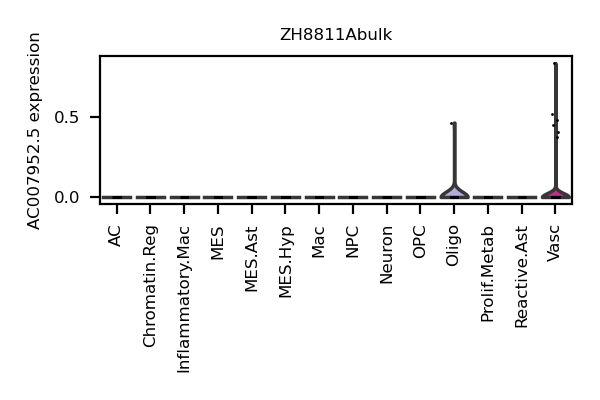 ZH8811Abulk
AC007952.5 expression
0.5
0.0
AC
Chromatin.Reg
Inflammatory.Mac
MES
MES.Ast
MES.Hyp
Mac
NPC
Neuron
OPC
Oligo
Prolif.Metab
Reactive.Ast
Vasc